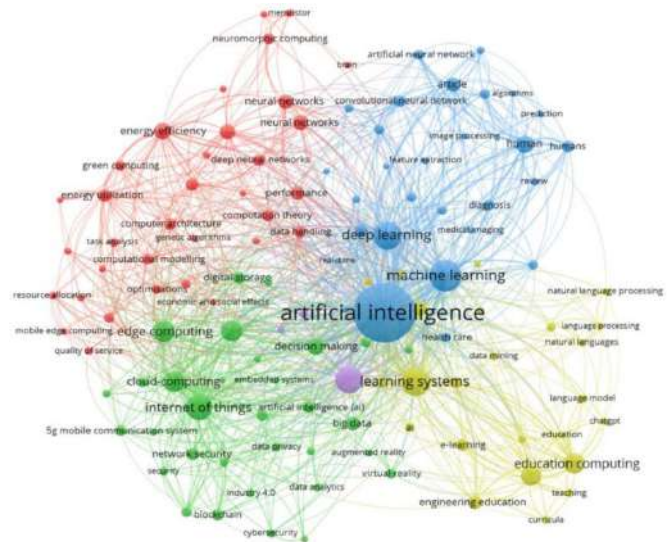 memristor
neuromorphic computing
brain
artificial neural network
article
algorithms
neural networks
convolutional neural network
prediction
energy efficiency
neural networks
image processing
human
humans
green computing
deep neural networks
feature extraction
review
energy utilization
performance
diagnosis
computation theory
computer architecture
genetic algorithms
data handling
deep learning
medical imaging
task analysis
computational modelling
real-time
digital storage
machine learning
resource allocation
optimisations
economic and social effects
natural language processing
artificial intelligence
mobile edge computing
edge computing
language processing
quality of service
decision making
health care
natural languages
data mining
cloud-computing
embedded systems
learning systems
internet of things
artificial intelligence (ai)
language model
5g mobile communication system
big data
chatgpt
network security
data privacy
augmented reality
e-learning
education
security
virtual reality
education computing
industry 4.0
data analytics
teaching
blockchain
engineering education
curricula
cybersecurity